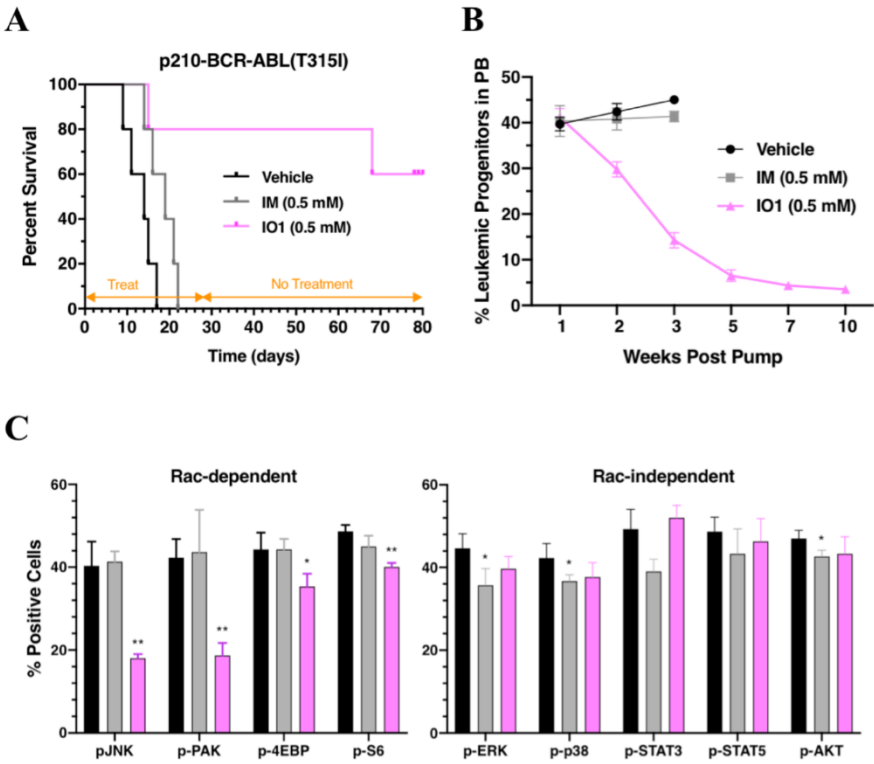 A
p210-BCR-ABL(T315I)
Percent Survival
100
80
60
40
20
0
Vehicle
IM (0.5 mM)
IO1 (0.5 mM)
Treat
No Treatment
0 10 20 30 40 50 60 70 80
Time (days)
B
% Leukemic Progenitors in PB
50
40
30
20
10
0
Vehicle
IM (0.5 mM)
IO1 (0.5 mM)
1 2 3 5 7 10
Weeks Post Pump
C
Rac-dependent
% Positive Cells
60
40
20
0
** ** * **
pJNK p-PAK p-4EBP p-S6
Rac-independent
60
40
20
0
* * *
p-ERK p-p38 p-STAT3 p-STAT5 p-AKT